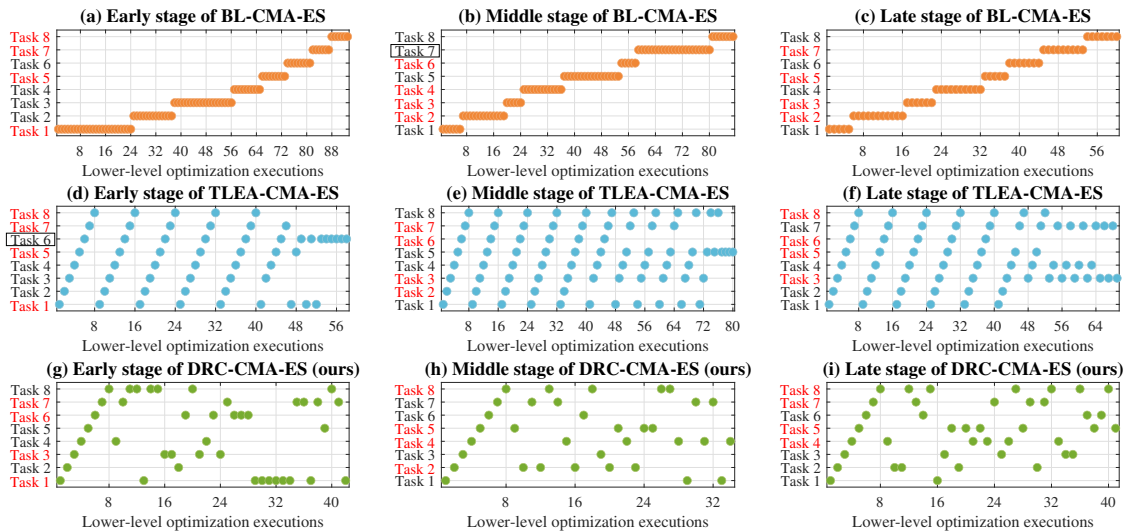 (a) Early stage of BL-CMA-ES
Task 8
Task 7
Task 6
Task 5
Task 4
Task 3
Task 2
Task 1
8 16 24 32 40 48 56 64 72 80 88
Lower-level optimization executions
(b) Middle stage of BL-CMA-ES
Task 8
Task 7
Task 6
Task 5
Task 4
Task 3
Task 2
Task 1
8 16 24 32 40 48 56 64 72 80
Lower-level optimization executions
(c) Late stage of BL-CMA-ES
Task 8
Task 7
Task 6
Task 5
Task 4
Task 3
Task 2
Task 1
8 16 24 32 40 48 56
Lower-level optimization executions
(d) Early stage of TLEA-CMA-ES
Task 8
Task 7
Task 6
Task 5
Task 4
Task 3
Task 2
Task 1
8 16 24 32 40 48 56
Lower-level optimization executions
(e) Middle stage of TLEA-CMA-ES
Task 8
Task 7
Task 6
Task 5
Task 4
Task 3
Task 2
Task 1
8 16 24 32 40 48 56 64 72 80
Lower-level optimization executions
(f) Late stage of TLEA-CMA-ES
Task 8
Task 7
Task 6
Task 5
Task 4
Task 3
Task 2
Task 1
8 16 24 32 40 48 56 64
Lower-level optimization executions
(g) Early stage of DRC-CMA-ES (ours)
Task 8
Task 7
Task 6
Task 5
Task 4
Task 3
Task 2
Task 1
8 16 24 32 40
Lower-level optimization executions
(h) Middle stage of DRC-CMA-ES (ours)
Task 8
Task 7
Task 6
Task 5
Task 4
Task 3
Task 2
Task 1
8 16 24 32
Lower-level optimization executions
(i) Late stage of DRC-CMA-ES (ours)
Task 8
Task 7
Task 6
Task 5
Task 4
Task 3
Task 2
Task 1
8 16 24 32 40
Lower-level optimization executions